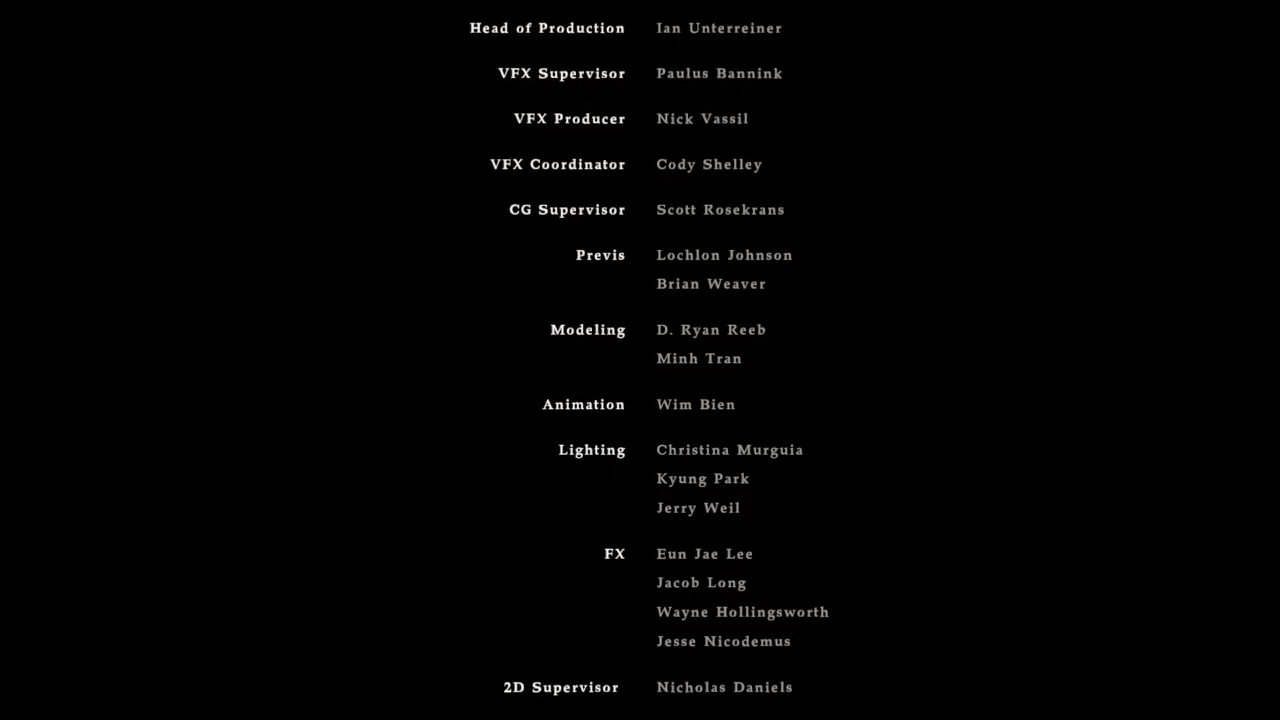 Head of Production Ian Unterreiner
VFX Supervisor Paulus Bannink
VFX Producer Nick Vassil
VFX Coordinator Cody Shelley
CG Supervisor Scott Rosekrans
Previs Lochlon Johnson
Brian Weaver
Modeling D. Ryan Reeb
Minh Tran
Animation Wim Bien
Lighting Christina Murguia
Kyung Park
Jerry Weil
FX Eun Jae Lee
Jacob Long
Wayne Hollingsworth
Jesse Nicodemus
2D Supervisor Nicholas Daniels